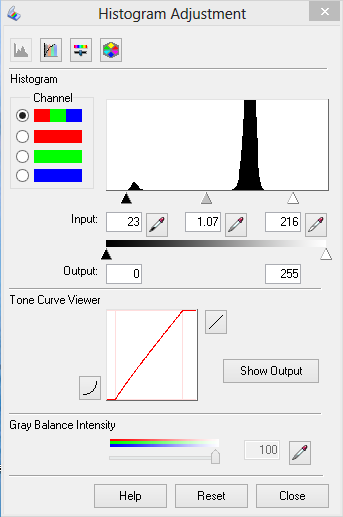 Histogram Adjustment
Histogram
Channel
Input: 23 1.07 216
Output: 0 255
Tone Curve Viewer
Show Output
Gray Balance Intensity
100
Help Reset Close